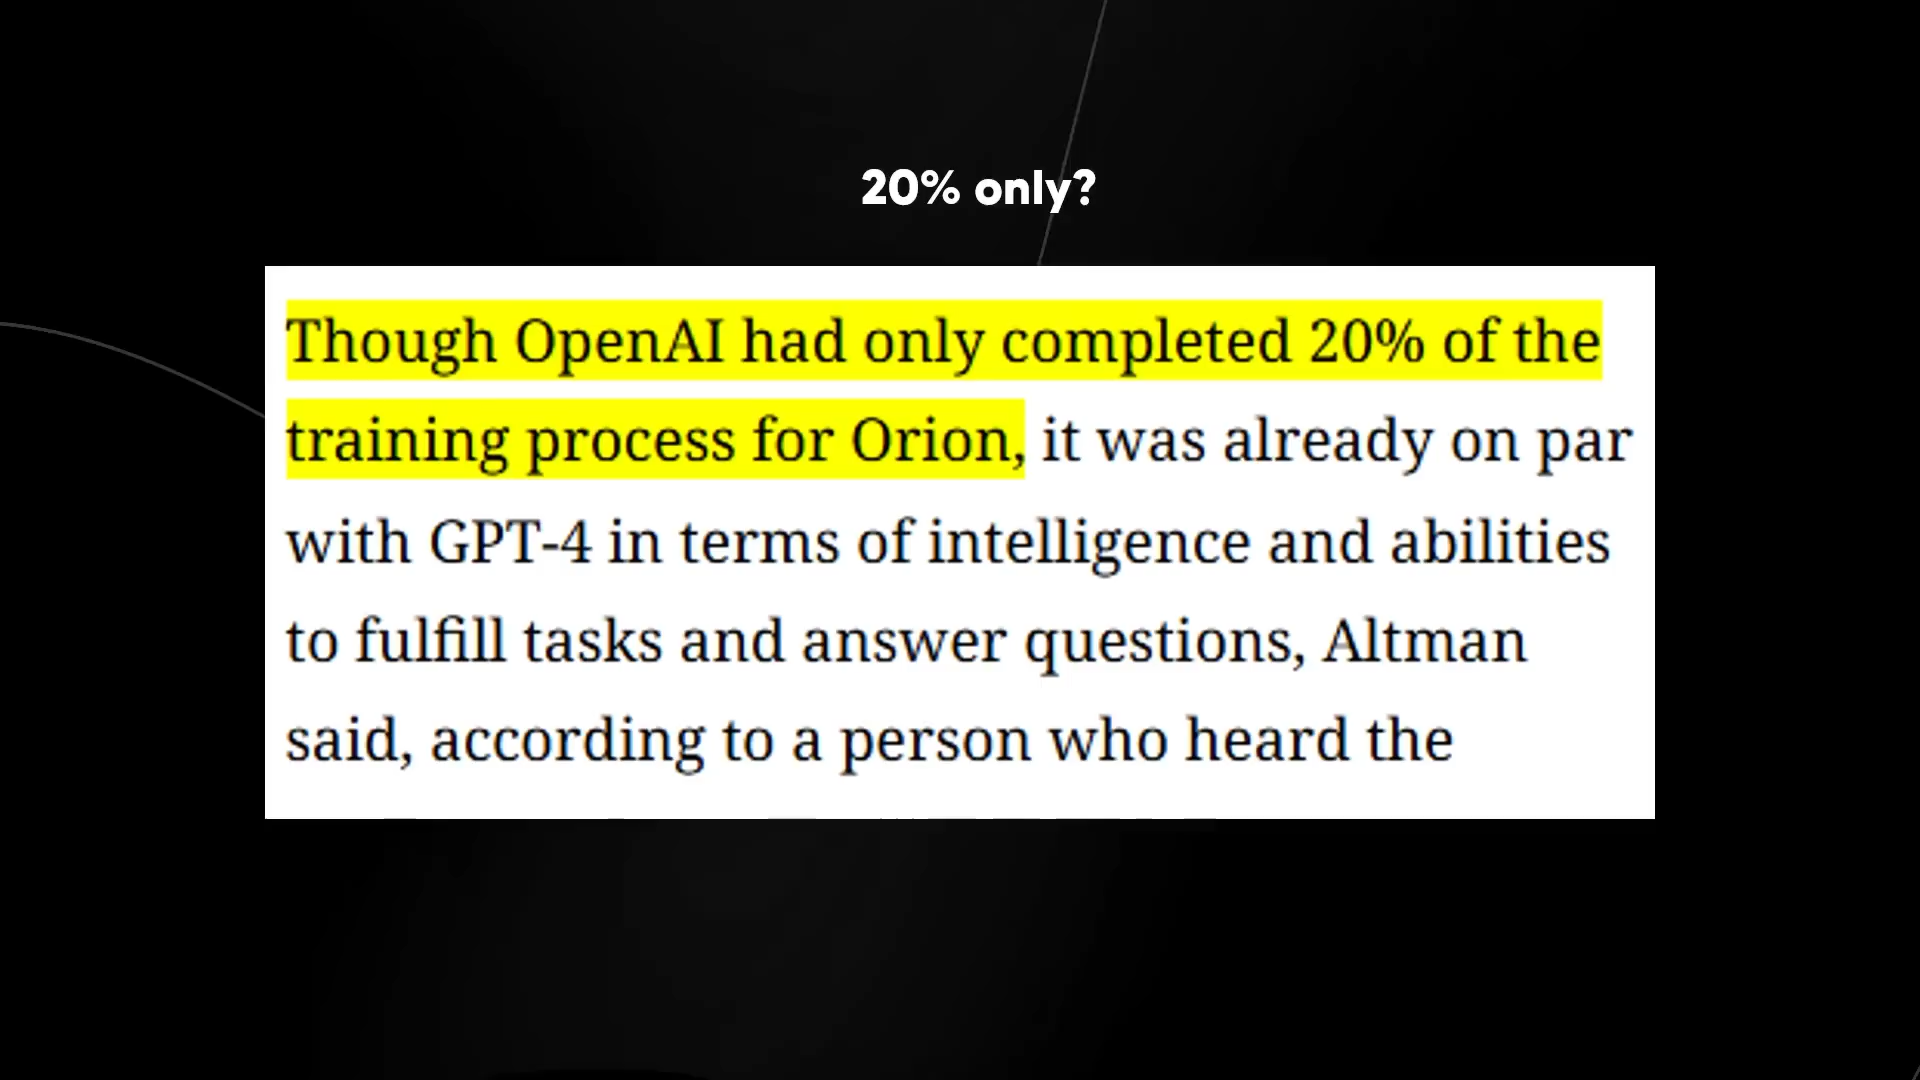 20% only?
Though OpenAI had only completed 20% of the
training process for Orion, it was already on par
with GPT-4 in terms of intelligence and abilities
to fulfill tasks and answer questions, Altman
said, according to a person who heard the